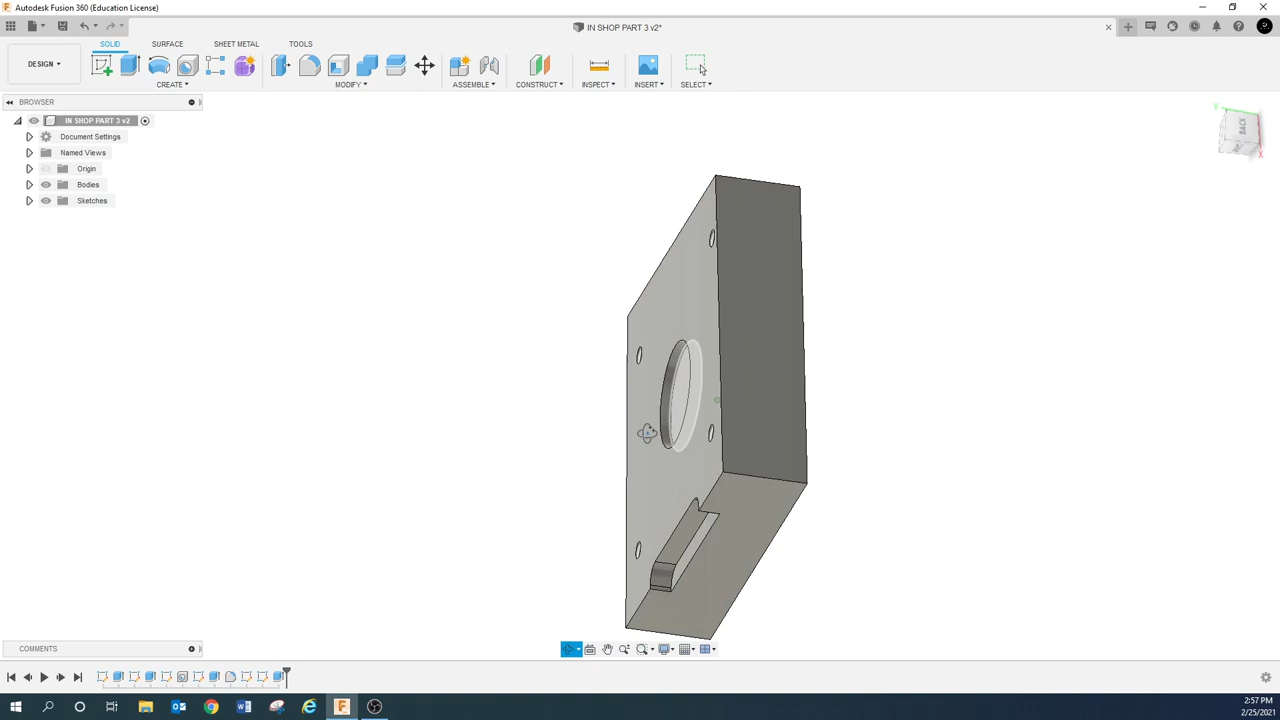 Autodesk Fusion 360 (Education License)
IN SHOP PART 3 v2*
SOLID SURFACE SHEET METAL TOOLS
DESIGN
CREATE MODIFY ASSEMBLE CONSTRUCT INSPECT INSERT SELECT
BROWSER
IN SHOP PART 3 v2
Document Settings
Named Views
Origin
Bodies
Sketches
Y
BACK
X
COMMENTS
2:57 PM
2/25/2021